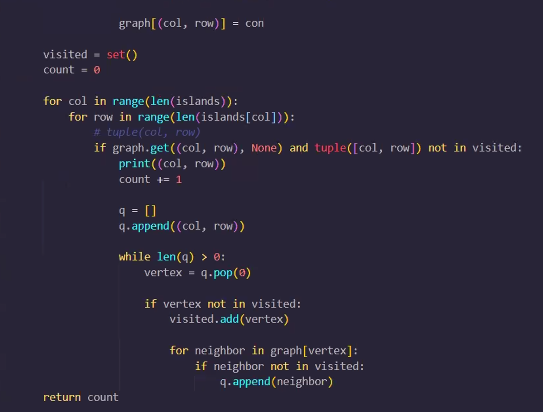 graph[(col, row)] = con
visited = set()
count = 0
for col in range(len(islands)):
for row in range(len(islands[col])):
# tuple(col, row)
if graph.get((col, row), None) and tuple([col, row]) not in visited:
print((col, row))
count += 1
q = []
q.append((col, row))
while len(q) > 0:
vertex = q.pop(0)
if vertex not in visited:
visited.add(vertex)
for neighbor in graph[vertex]:
if neighbor not in visited:
q.append(neighbor)
return count